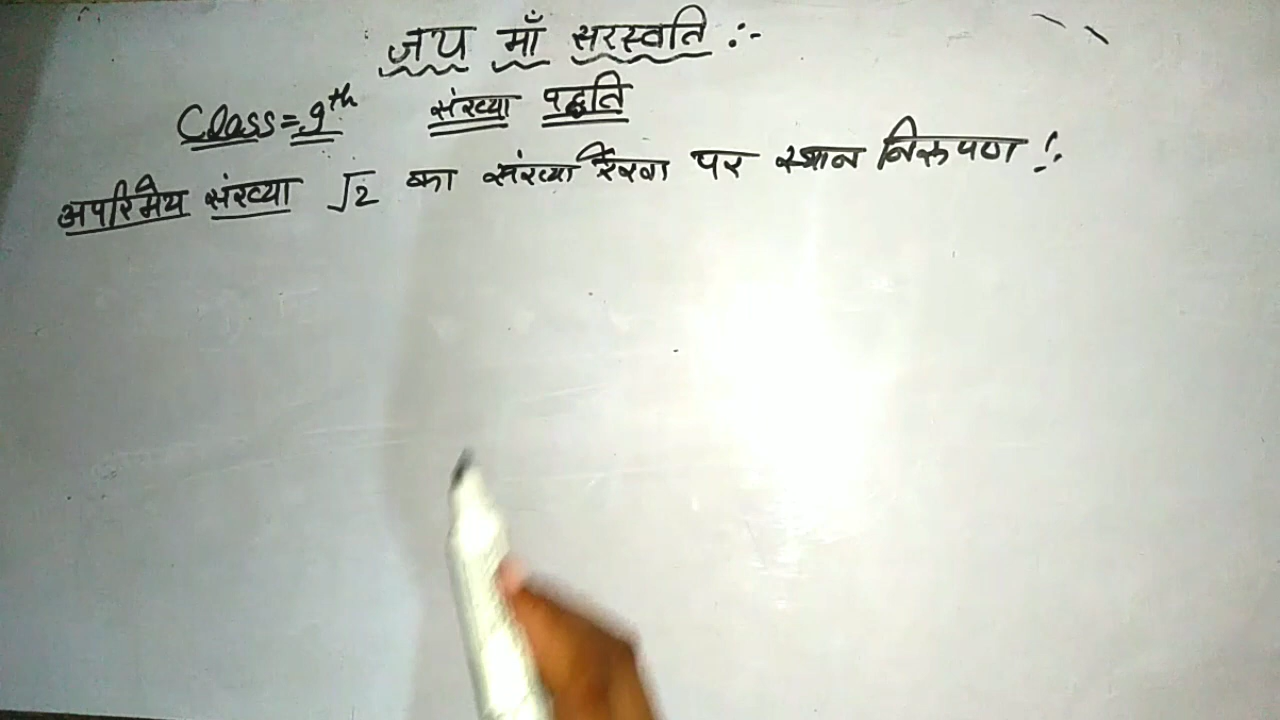 जय माँ सरस्वति :-
Class = 9th संख्या पद्धति
अपरिमेय संख्या √2 का संख्या रेखा पर स्थान निरूपण :-